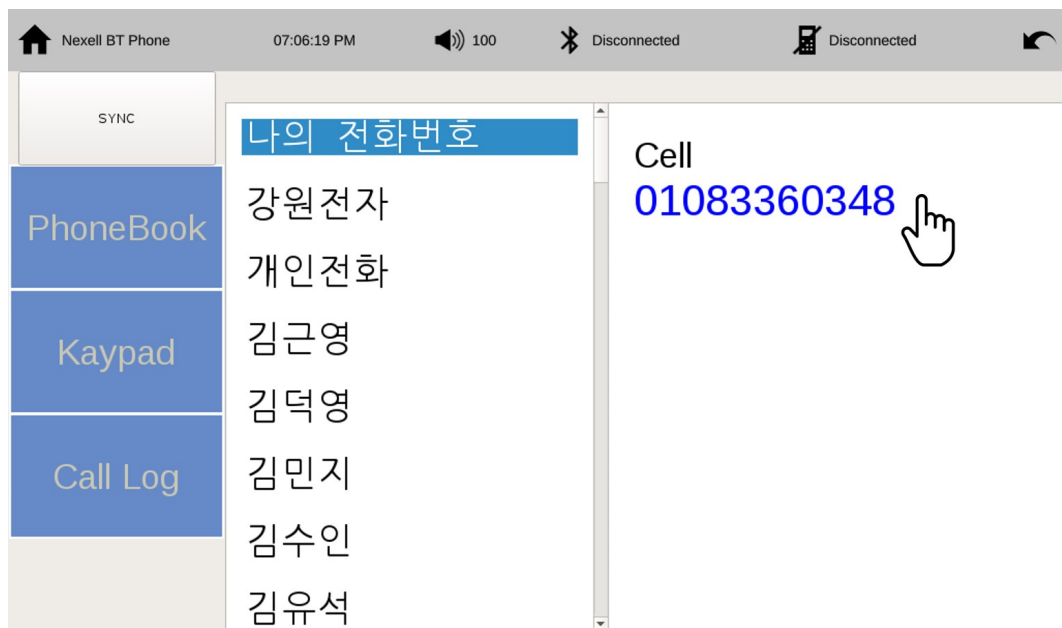 Nexell BT Phone 07:06:19 PM 100 Disconnected Disconnected
SYNC
PhoneBook
Kaypad
Call Log
나의 전화번호
강원전자
개인전화
김근영
김덕영
김민지
김수인
김유석
Cell
01083360348